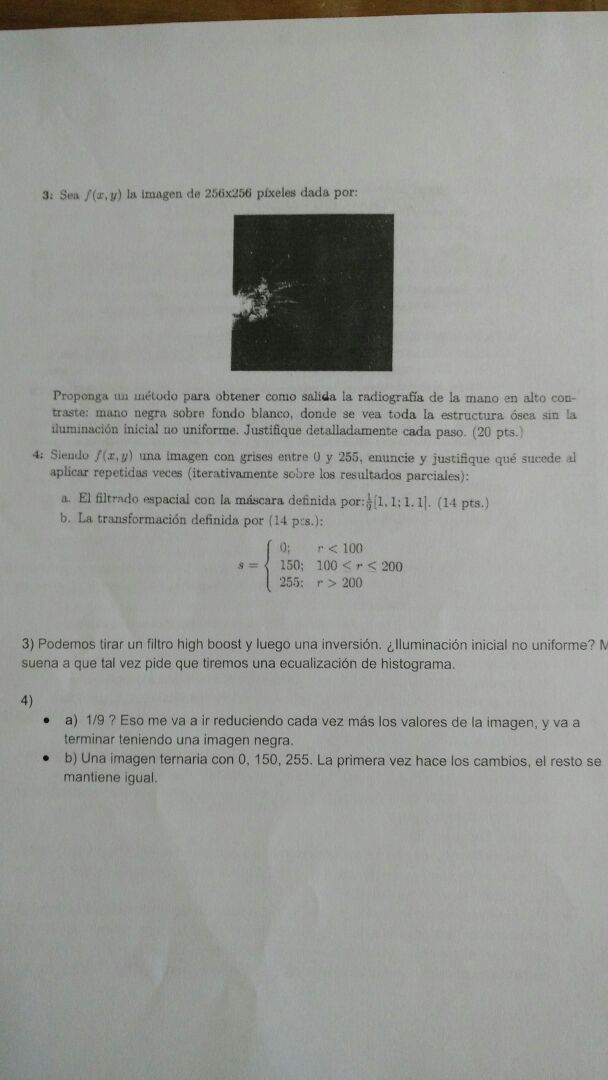 3: Sea f(x, y) la imagen de 256x256 píxeles dada por:
Proponga un método para obtener como salida la radiografía de la mano en alto con-
traste: mano negra sobre fondo blanco, donde se vea toda la estructura ósea sin la
iluminación inicial no uniforme. Justifique detalladamente cada paso. (20 pts.)
4: Siendo f(x, y) una imagen con grises entre 0 y 255, enuncie y justifique qué sucede al
aplicar repetidas veces (iterativamente sobre los resultados parciales):
a. El filtrado espacial con la máscara definida por: 1/9[1, 1; 1, 1]. (14 pts.)
b. La transformación definida por (14 pts.):
s = { 0; r < 100
150; 100 ≤ r ≤ 200
255; r > 200
3) Podemos tirar un filtro high boost y luego una inversión. ¿Iluminación inicial no uniforme?
suena a que tal vez pide que tiremos una ecualización de histograma.
4)
• a) 1/9 ? Eso me va a ir reduciendo cada vez más los valores de la imagen, y va a
terminar teniendo una imagen negra.
• b) Una imagen ternaria con 0, 150, 255. La primera vez hace los cambios, el resto se
mantiene igual.